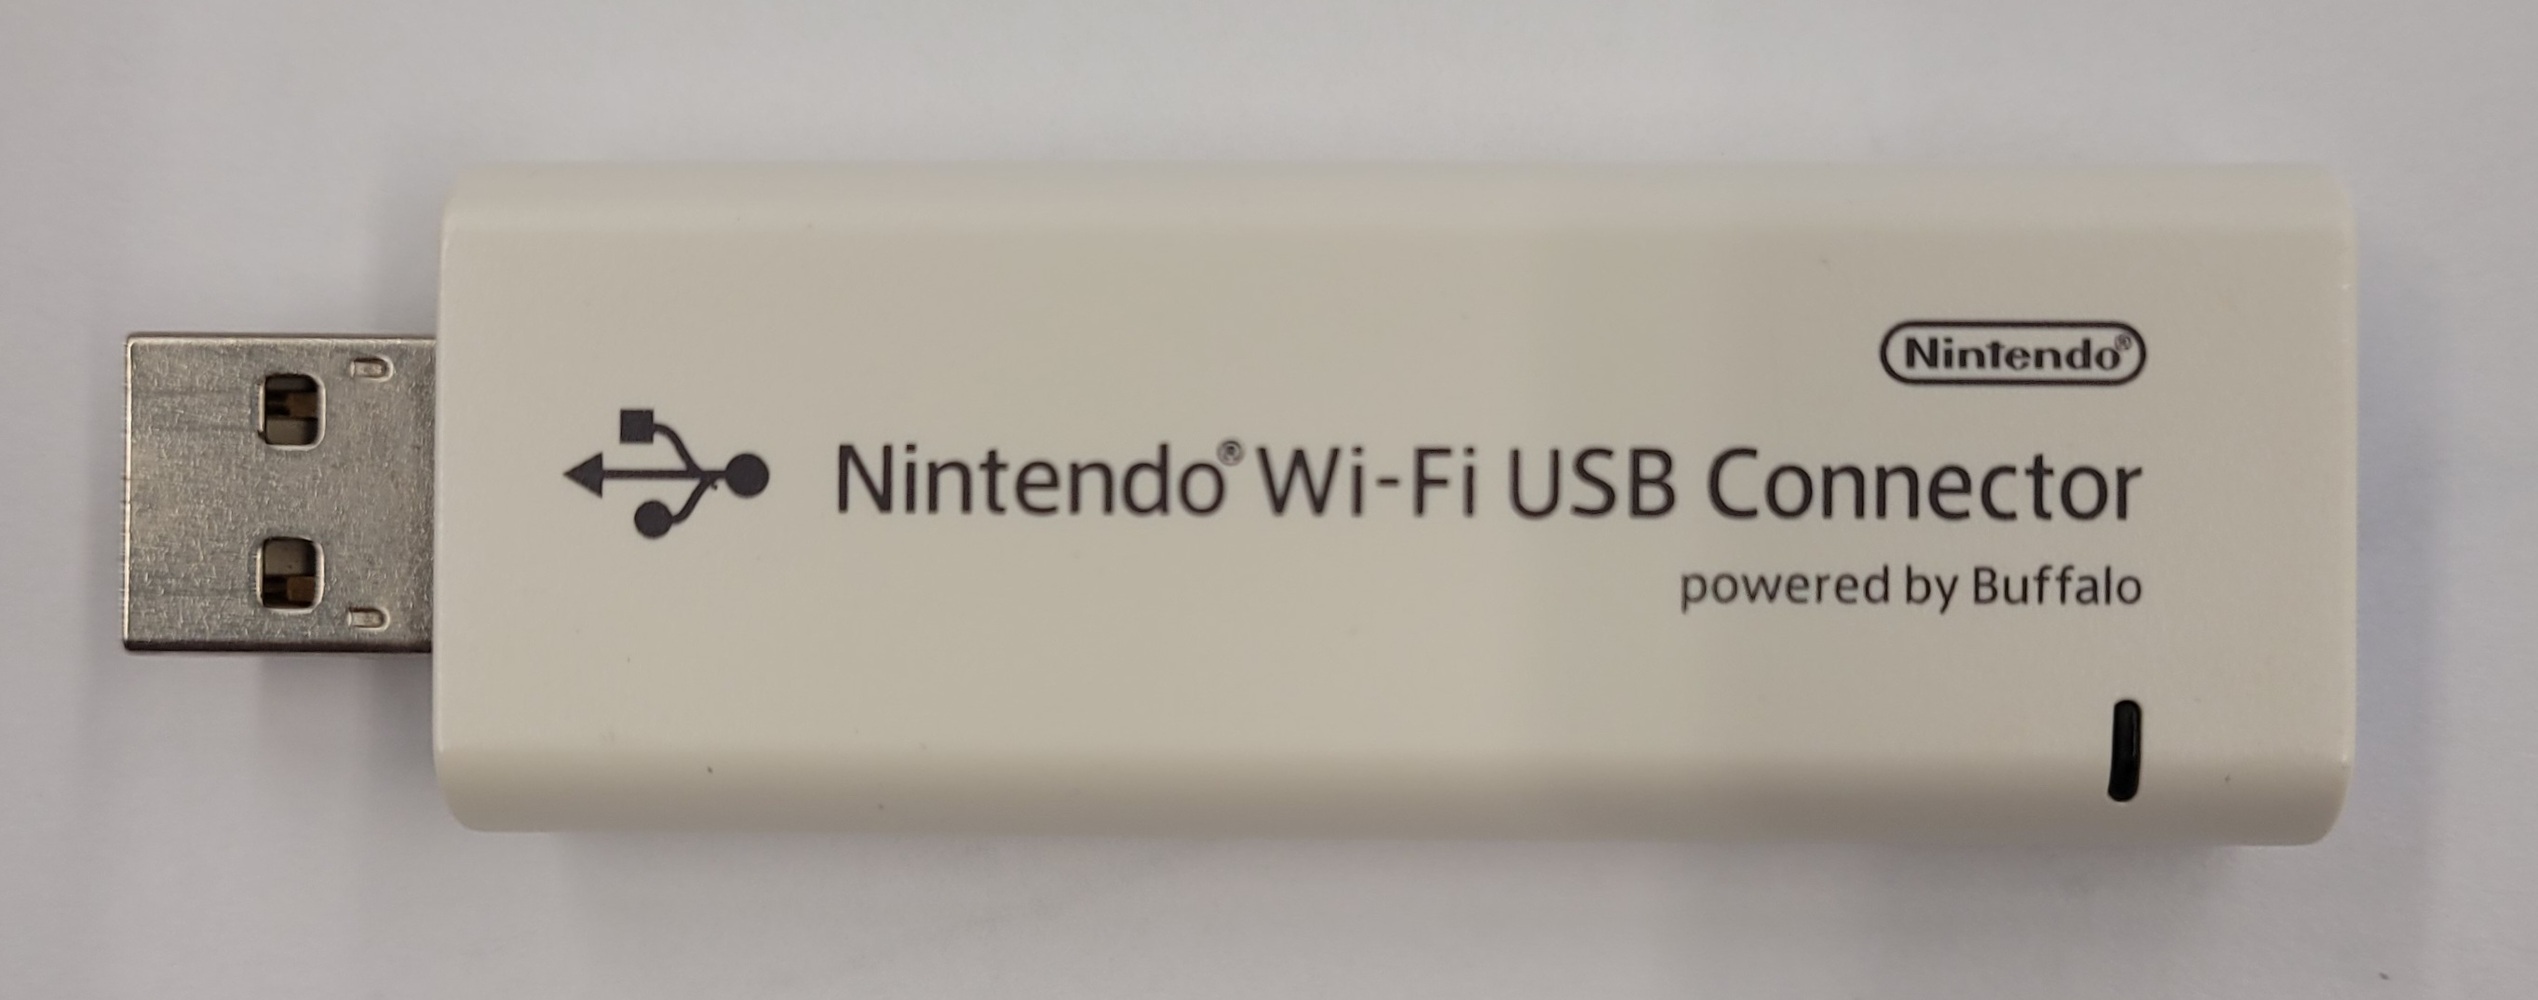 Nintendo®
Nintendo® Wi-Fi USB Connector
powered by Buffalo